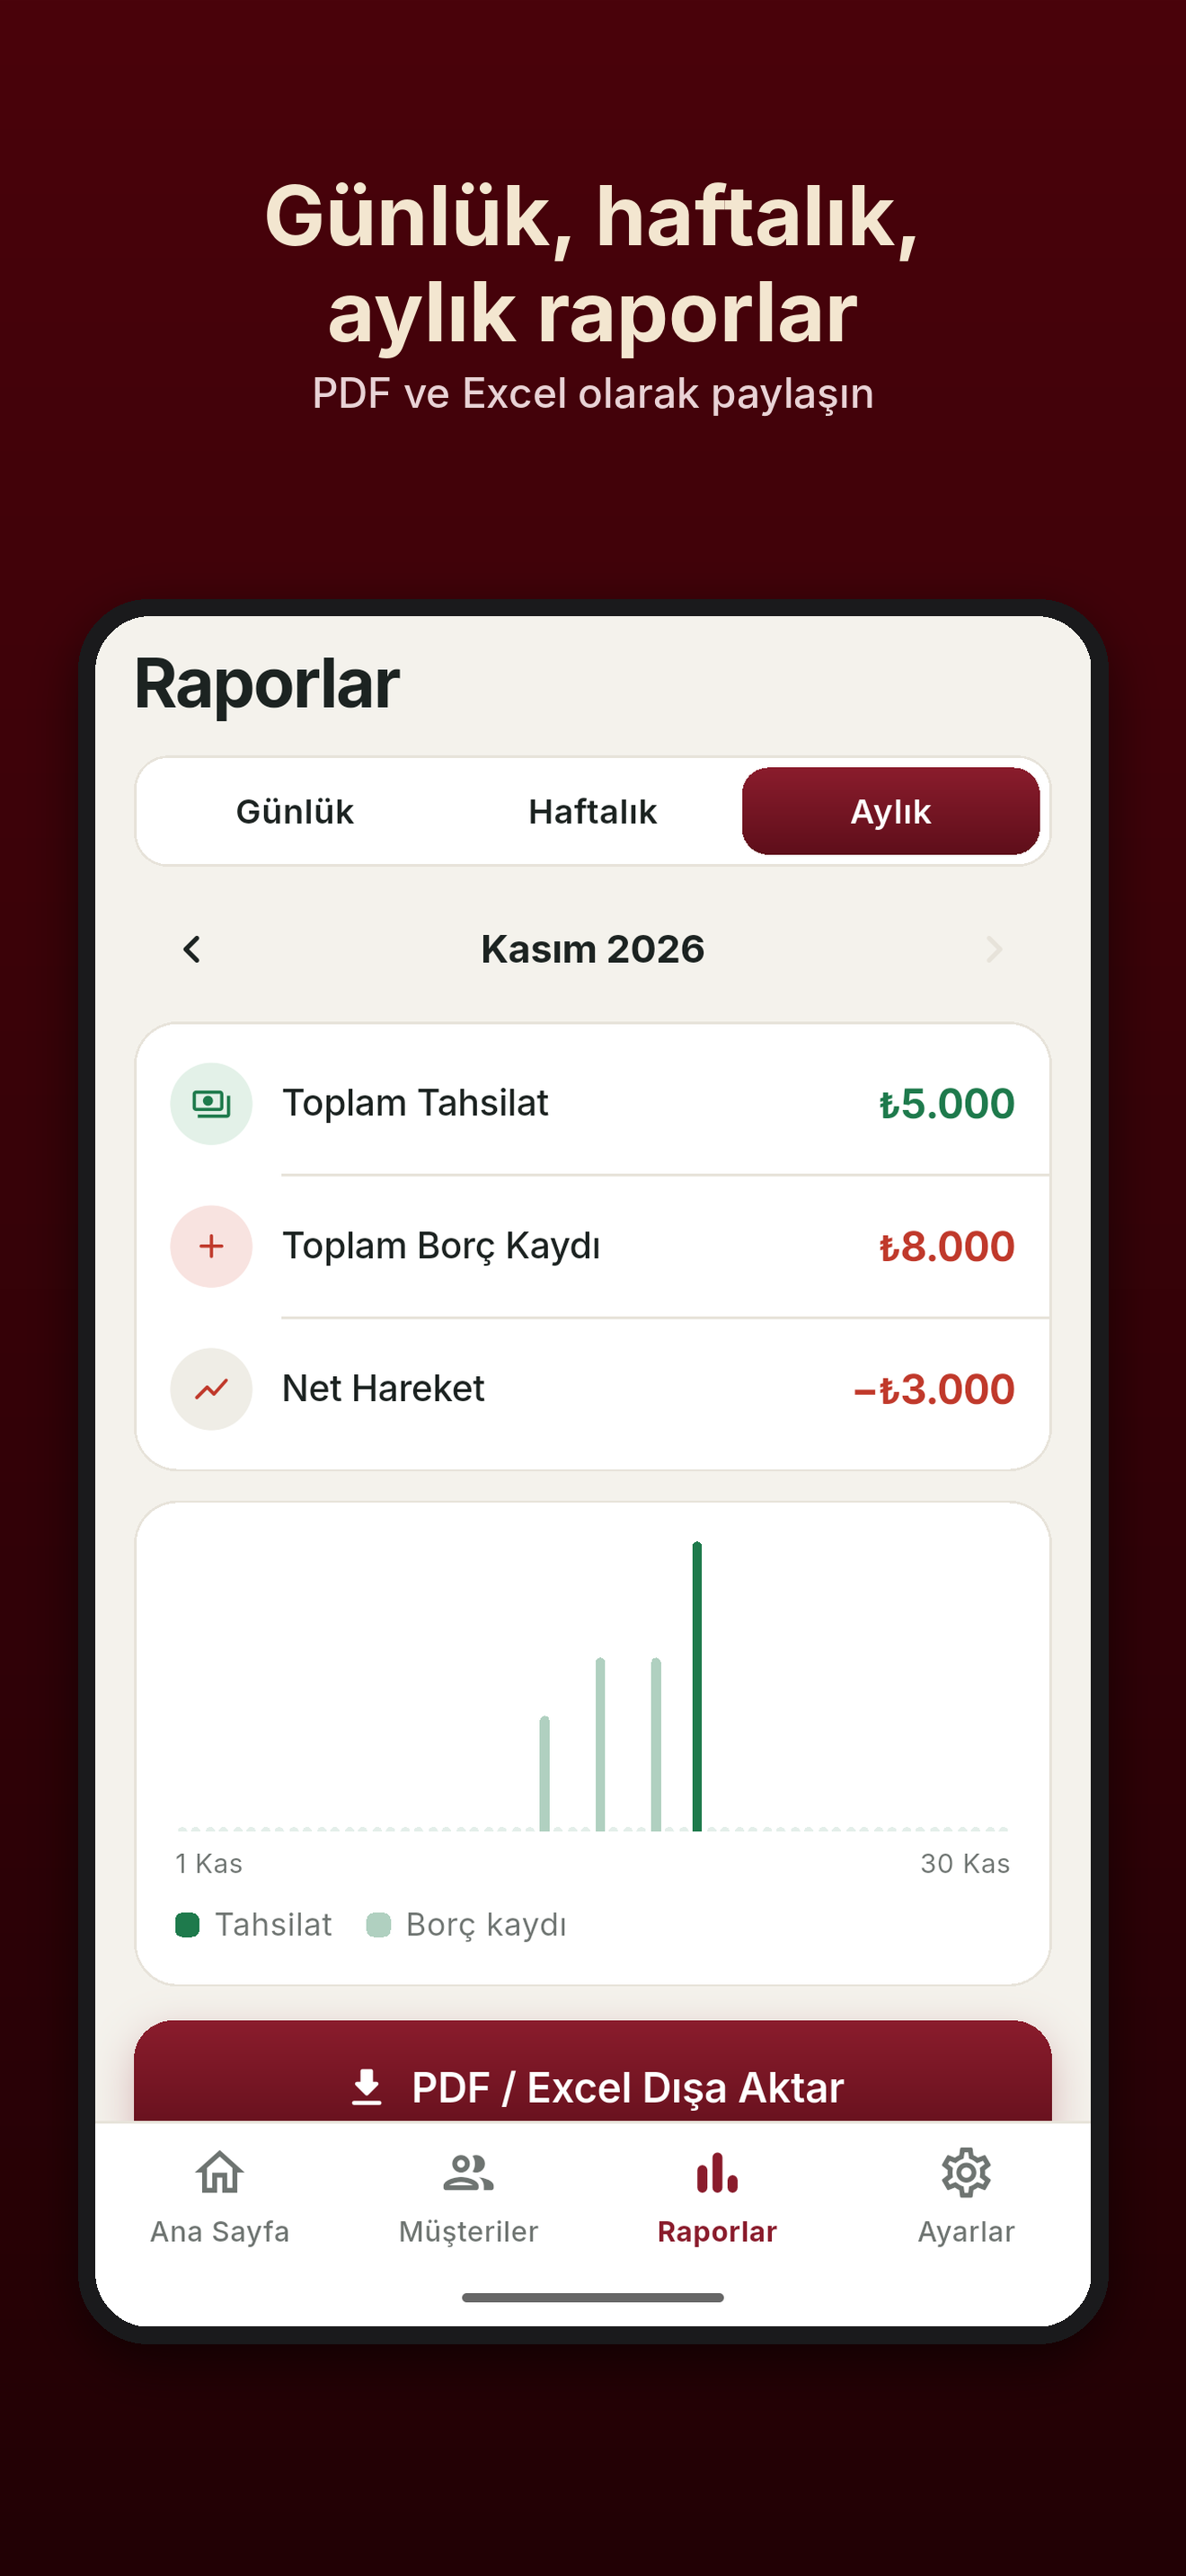 Günlük, haftalık,
aylık raporlar
PDF ve Excel olarak paylaşın
Raporlar
Günlük Haftalık Aylık
Kasım 2026
Toplam Tahsilat ₺5.000
Toplam Borç Kaydı ₺8.000
Net Hareket −₺3.000
1 Kas 30 Kas
Tahsilat Borç kaydı
PDF / Excel Dışa Aktar
Ana Sayfa Müşteriler Raporlar Ayarlar